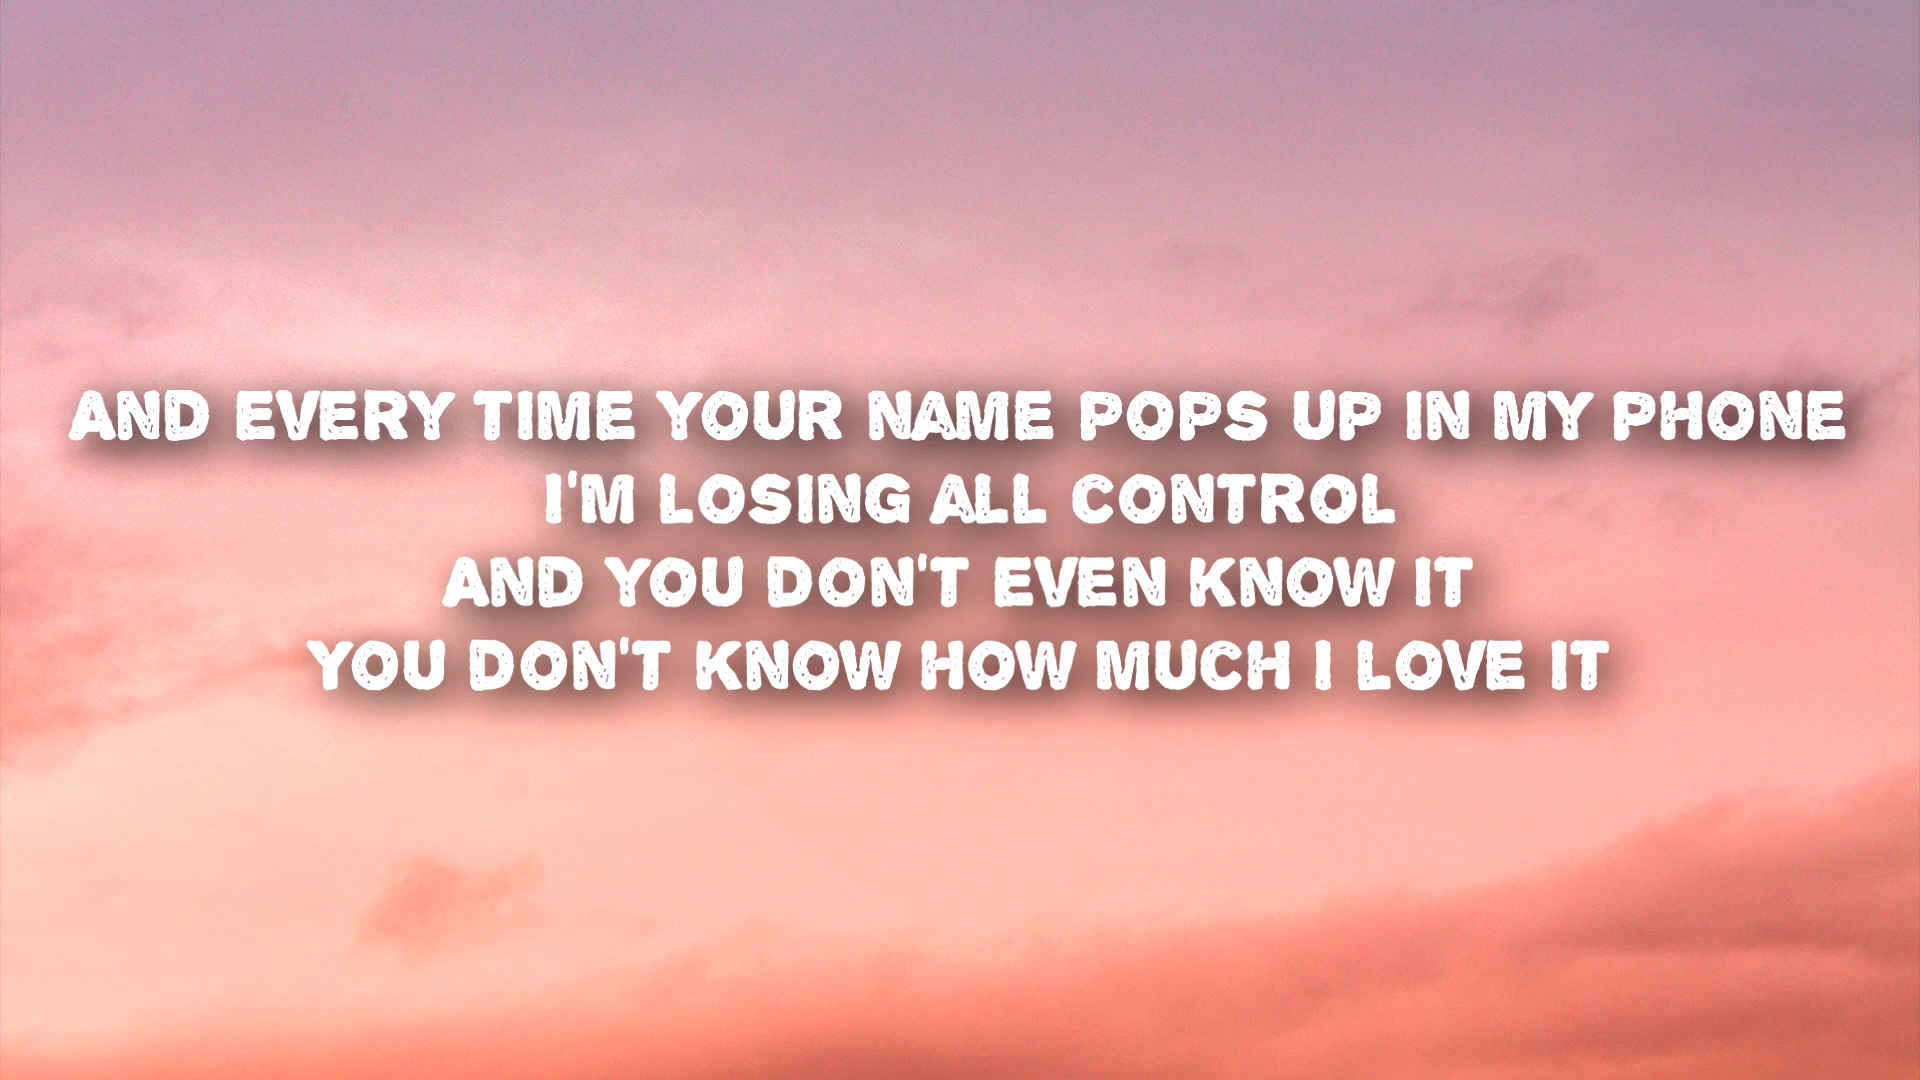 AND EVERY TIME YOUR NAME POPS UP IN MY PHONE
I'M LOSING ALL CONTROL
AND YOU DON'T EVEN KNOW IT
YOU DON'T KNOW HOW MUCH I LOVE IT